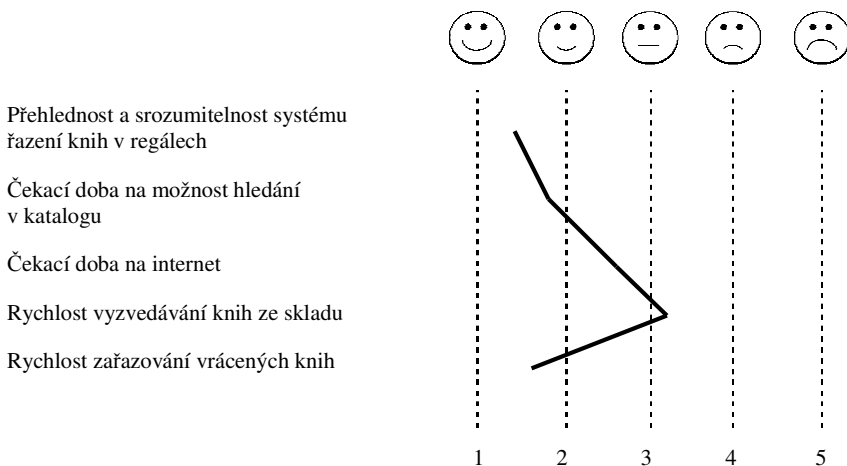 Přehlednost a srozumitelnost systému
řazení knih v regálech
Čekací doba na možnost hledání
v katalogu
Čekací doba na internet
Rychlost vyzvedávání knih ze skladu
Rychlost zařazování vrácených knih
1 2 3 4 5